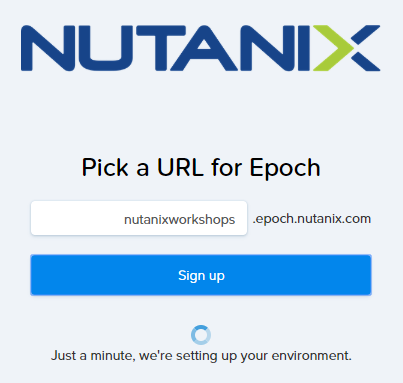 NUTANIX
Pick a URL for Epoch
nutanixworkshops .epoch.nutanix.com
Sign up
Just a minute, we're setting up your environment.